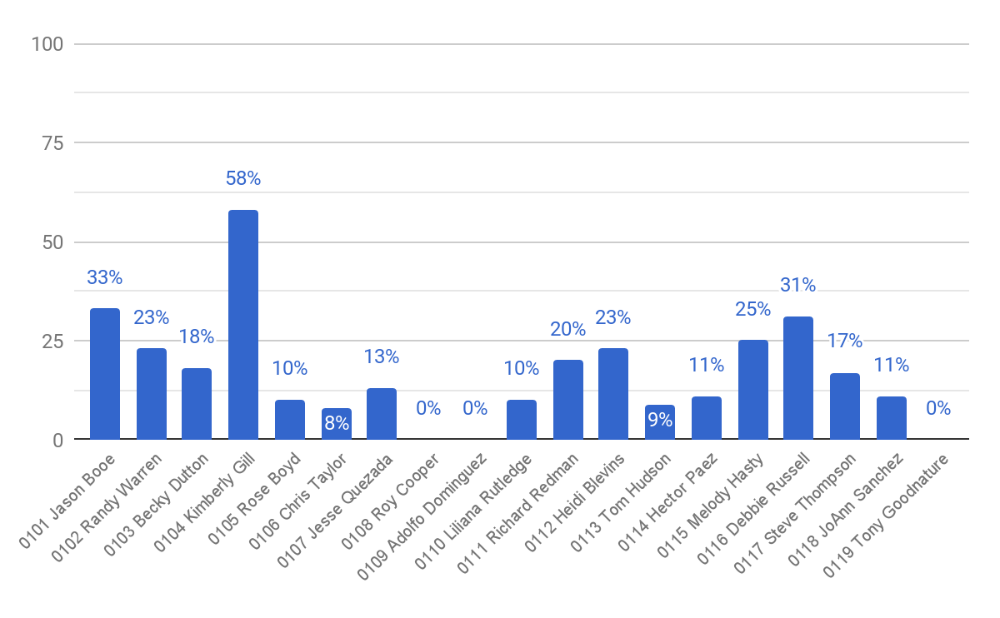 100
75
50
25
0
33%
23%
18%
58%
10%
8%
13%
0%
0%
10%
20%
23%
9%
11%
25%
31%
17%
11%
0%
0101 Jason Booe
0102 Randy Warren
0103 Becky Dutton
0104 Kimberly Gill
0105 Rose Boyd
0106 Chris Taylor
0107 Jesse Quezada
0108 Roy Cooper
0109 Adolfo Dominguez
0110 Liliana Rutledge
0111 Richard Redman
0112 Heidi Blevins
0113 Tom Hudson
0114 Hector Paez
0115 Melody Hasty
0116 Debbie Russell
0117 Steve Thompson
0118 JoAnn Sanchez
0119 Tony Goodnature